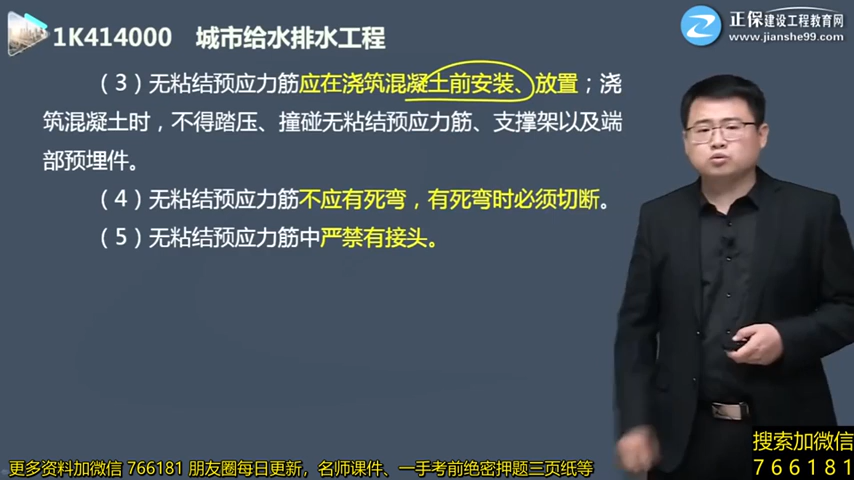 1K414000 城市给水排水工程
正保建设工程教育网
www.jianshe99.com
（3）无粘结预应力筋应在浇筑混凝土前安装、放置；浇
筑混凝土时，不得踏压、撞碰无粘结预应力筋、支撑架以及端
部预埋件。
（4）无粘结预应力筋不应有死弯，有死弯时必须切断。
（5）无粘结预应力筋中严禁有接头。
搜索加微信
766181
更多资料加微信 766181 朋友圈每日更新，名师课件、一手考前绝密押题三页纸等